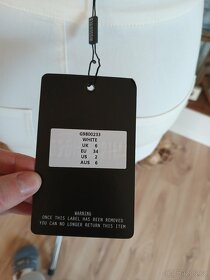 G9800233
WHITE
UK 6
EU 34
US 2
AUS 6
WARNING
ONCE THIS LABEL HAS BEEN REMOVED
YOU CAN NO LONGER RETURN THIS ITEM